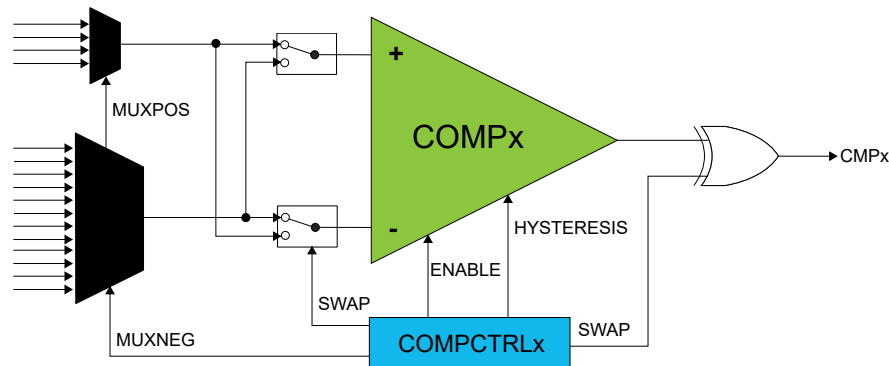 MUXPOS
+
COMPx
CMPx
-
HYSTERESIS
ENABLE
SWAP
SWAP
MUXNEG
COMPCTRLx